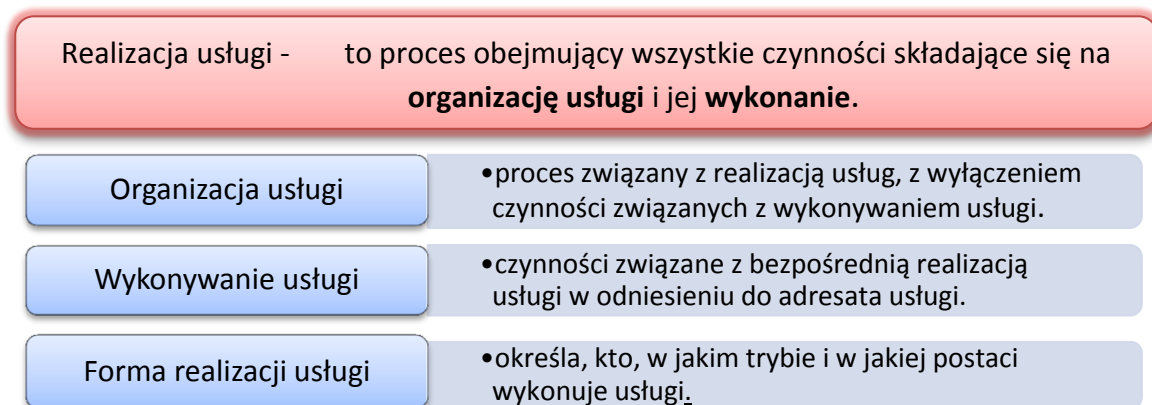 Realizacja usługi - to proces obejmujący wszystkie czynności składające się na
organizację usługi i jej wykonanie.
Organizacja usługi
•proces związany z realizacją usług, z wyłączeniem
czynności związanych z wykonywaniem usługi.
Wykonywanie usługi
•czynności związane z bezpośrednią realizacją
usługi w odniesieniu do adresata usługi.
Forma realizacji usługi
•określa, kto, w jakim trybie i w jakiej postaci
wykonuje usługi.